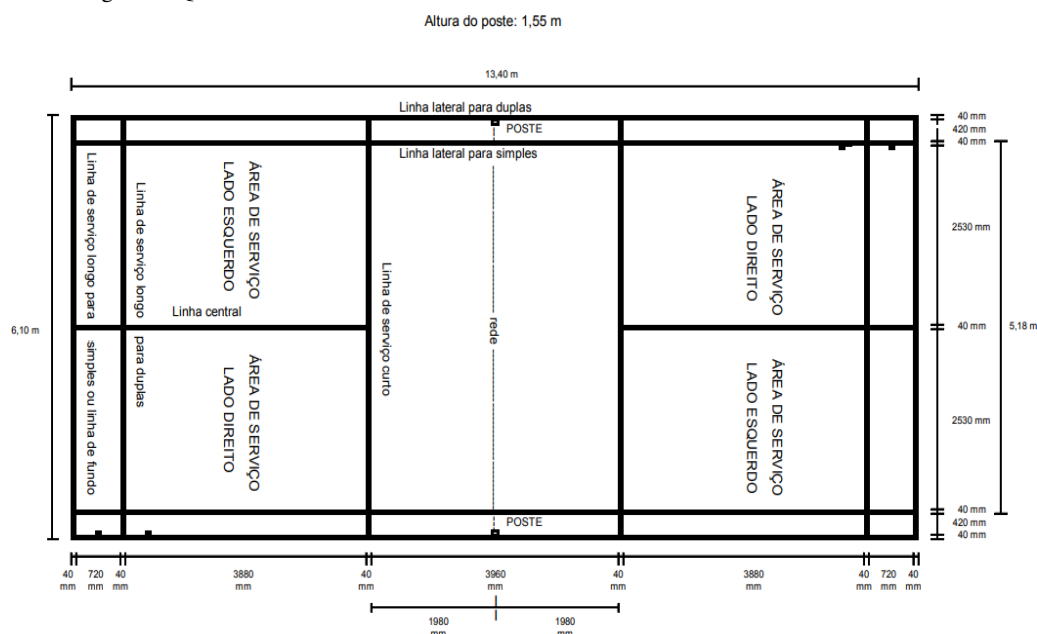 Altura do poste: 1,55 m
13,40 m
Linha lateral para duplas
POSTE
Linha lateral para simples
40 mm
420 mm
40 mm
2530 mm
40 mm
5,18 m
2530 mm
40 mm
420 mm
40 mm
6,10 m
Linha de serviço longo para
simples ou linha de fundo
Linha de serviço longo
para duplas
ÁREA DE SERVIÇO
LADO ESQUERDO
Linha central
ÁREA DE SERVIÇO
LADO DIREITO
Linha de serviço curto
rede
ÁREA DE SERVIÇO
LADO DIREITO
ÁREA DE SERVIÇO
LADO ESQUERDO
POSTE
40 720 40 3880 40 3960 40 3880 40 720 40
mm mm mm mm mm mm mm mm mm mm mm
1980 1980
mm mm